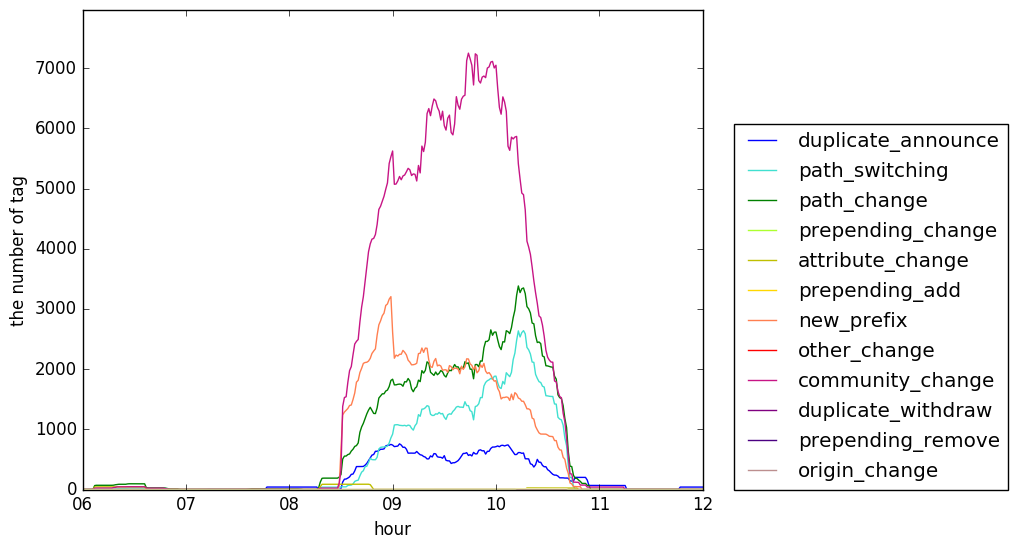 7000
6000
5000
4000
3000
2000
1000
0
the number of tag
06 07 08 09 10 11 12
hour
duplicate_announce
path_switching
path_change
prepending_change
attribute_change
prepending_add
new_prefix
other_change
community_change
duplicate_withdraw
prepending_remove
origin_change